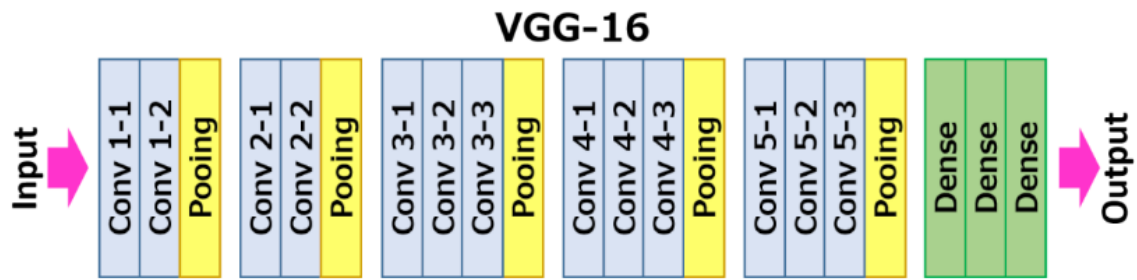 VGG-16
Input
Conv 1-1
Conv 1-2
Pooing
Conv 2-1
Conv 2-2
Pooing
Conv 3-1
Conv 3-2
Conv 3-3
Pooing
Conv 4-1
Conv 4-2
Conv 4-3
Pooing
Conv 5-1
Conv 5-2
Conv 5-3
Pooing
Dense
Dense
Dense
Output